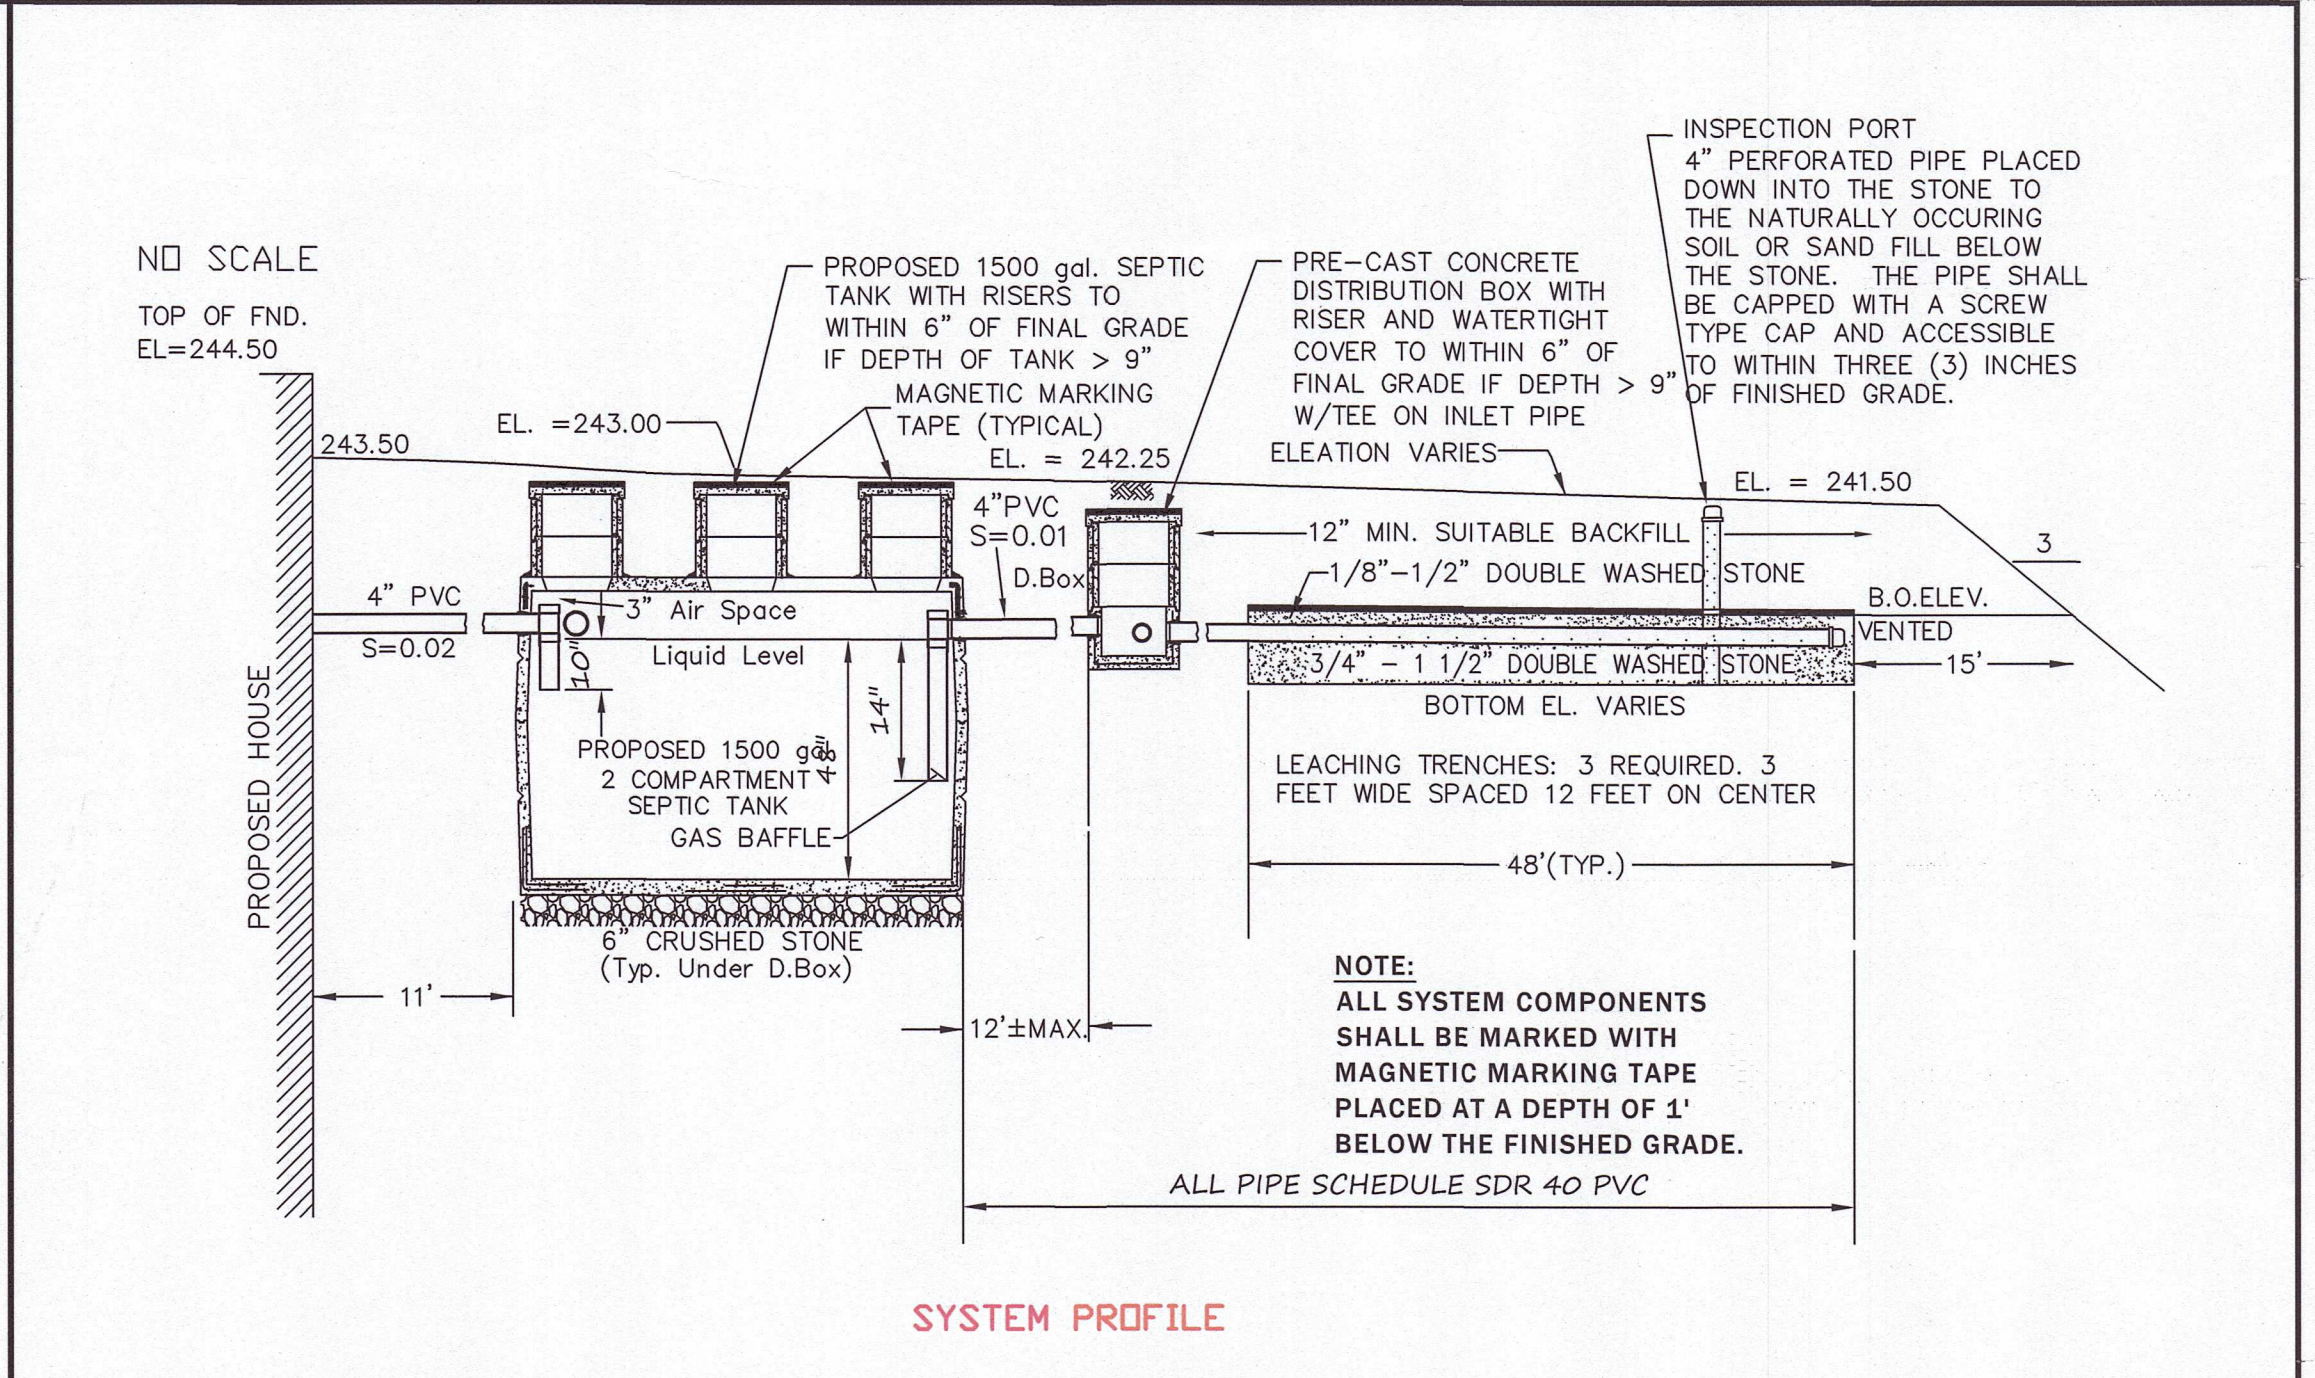 NO SCALE
TOP OF FND.
EL=244.50
243.50
EL. =243.00
PROPOSED 1500 gal. SEPTIC
TANK WITH RISERS TO
WITHIN 6" OF FINAL GRADE
IF DEPTH OF TANK > 9"
MAGNETIC MARKING
TAPE (TYPICAL)
EL. = 242.25
PRE-CAST CONCRETE
DISTRIBUTION BOX WITH
RISER AND WATERTIGHT
COVER TO WITHIN 6" OF
FINAL GRADE IF DEPTH > 9"
W/TEE ON INLET PIPE
ELEATION VARIES
INSPECTION PORT
4" PERFORATED PIPE PLACED
DOWN INTO THE STONE TO
THE NATURALLY OCCURING
SOIL OR SAND FILL BELOW
THE STONE. THE PIPE SHALL
BE CAPPED WITH A SCREW
TYPE CAP AND ACCESSIBLE
TO WITHIN THREE (3) INCHES
OF FINISHED GRADE.
EL. = 241.50
4"PVC
S=0.01
D.Box
12" MIN. SUITABLE BACKFILL
1/8"-1/2" DOUBLE WASHED STONE
3
B.O.ELEV.
VENTED
15'
3/4" - 1 1/2" DOUBLE WASHED STONE
BOTTOM EL. VARIES
4" PVC
S=0.02
3" Air Space
Liquid Level
10"
14"
48"
PROPOSED 1500 gal
2 COMPARTMENT
SEPTIC TANK
GAS BAFFLE
PROPOSED HOUSE
LEACHING TRENCHES: 3 REQUIRED. 3
FEET WIDE SPACED 12 FEET ON CENTER
48'(TYP.)
6" CRUSHED STONE
(Typ. Under D.Box)
11'
12'±MAX.
NOTE:
ALL SYSTEM COMPONENTS
SHALL BE MARKED WITH
MAGNETIC MARKING TAPE
PLACED AT A DEPTH OF 1'
BELOW THE FINISHED GRADE.
ALL PIPE SCHEDULE SDR 40 PVC
SYSTEM PROFILE